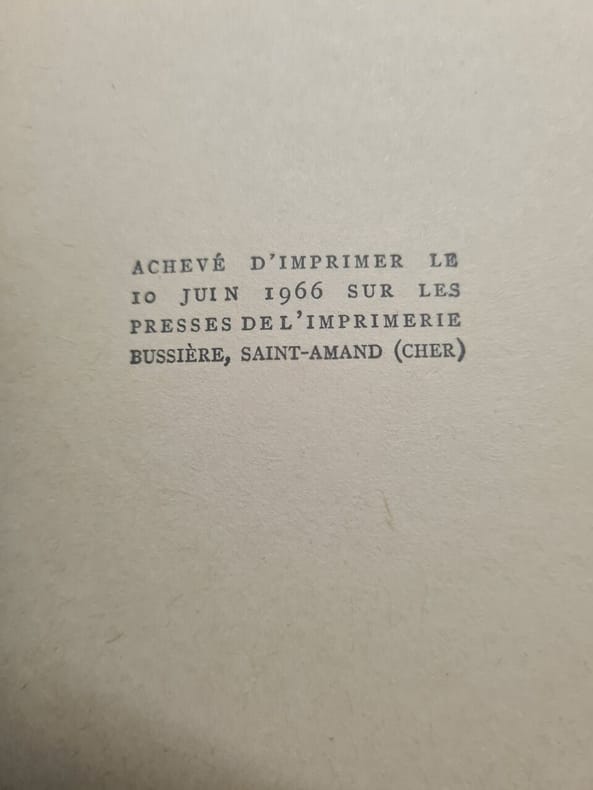 ACHEVÉ D'IMPRIMER LE
10 JUIN 1966 SUR LES
PRESSES DE L'IMPRIMERIE
BUSSIÈRE, SAINT-AMAND (CHER)